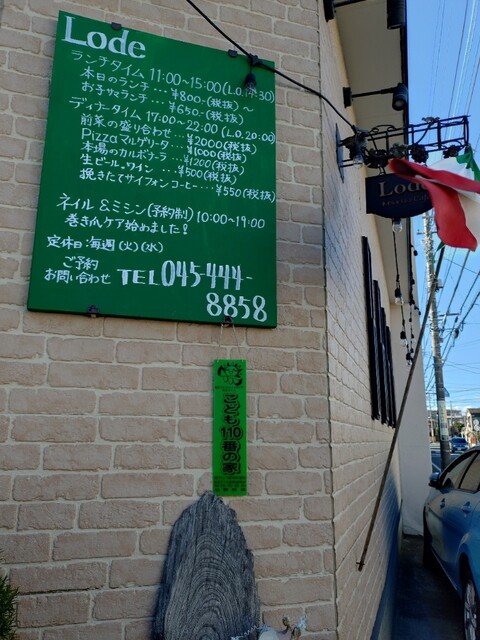 Lode
ランチタイム 11:00~15:00(L.O.14:30)
本日のランチ … ¥800-(税抜)~
お子サマランチ … ¥650-(税抜)
ディナータイム 17:00~22:00(L.O.20:00)
前菜の盛り合わせ …¥2000(税抜)
Pizzaマルゲリータ …¥1000(税抜)
本場のカルボナーラ …¥1200(税抜)
生ビール・ワイン …¥500(税抜)
挽きたてサイフォンコーヒー…¥550(税抜)
ネイル&ミシン(予約制)10:00~19:00
巻き爪ケア始めました!
定休日:毎週(火)(水)
ご予約
お問い合わせ TEL045-444-
8858
Lode
こども110番の家